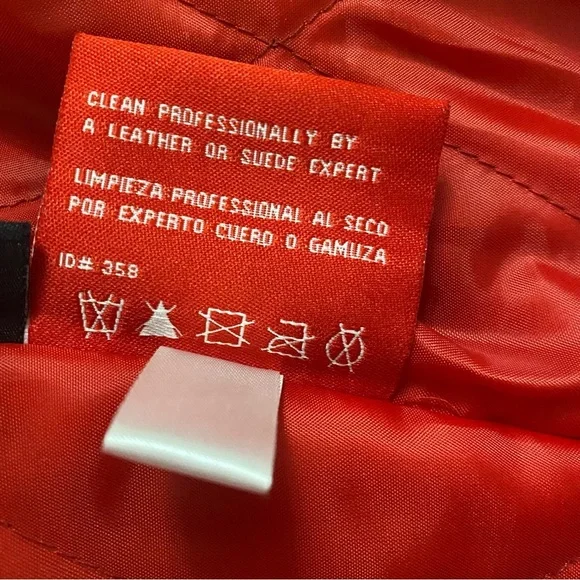 CLEAN PROFESSIONALLY BY
A LEATHER OR SUEDE EXPERT
LIMPIEZA PROFESSIONAL AL SECO
POR EXPERTO CUERO O GAMUZA
ID# 358